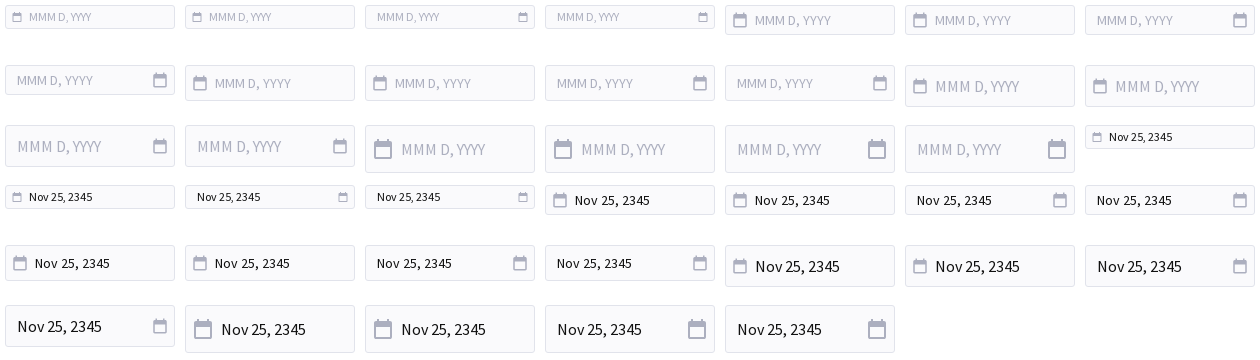 MMM D, YYYY MMM D, YYYY MMM D, YYYY MMM D, YYYY MMM D, YYYY MMM D, YYYY MMM D, YYYY
MMM D, YYYY MMM D, YYYY MMM D, YYYY MMM D, YYYY MMM D, YYYY MMM D, YYYY MMM D, YYYY
MMM D, YYYY MMM D, YYYY MMM D, YYYY MMM D, YYYY MMM D, YYYY MMM D, YYYY Nov 25, 2345
Nov 25, 2345 Nov 25, 2345 Nov 25, 2345 Nov 25, 2345 Nov 25, 2345 Nov 25, 2345 Nov 25, 2345
Nov 25, 2345 Nov 25, 2345 Nov 25, 2345 Nov 25, 2345 Nov 25, 2345 Nov 25, 2345 Nov 25, 2345
Nov 25, 2345 Nov 25, 2345 Nov 25, 2345 Nov 25, 2345 Nov 25, 2345